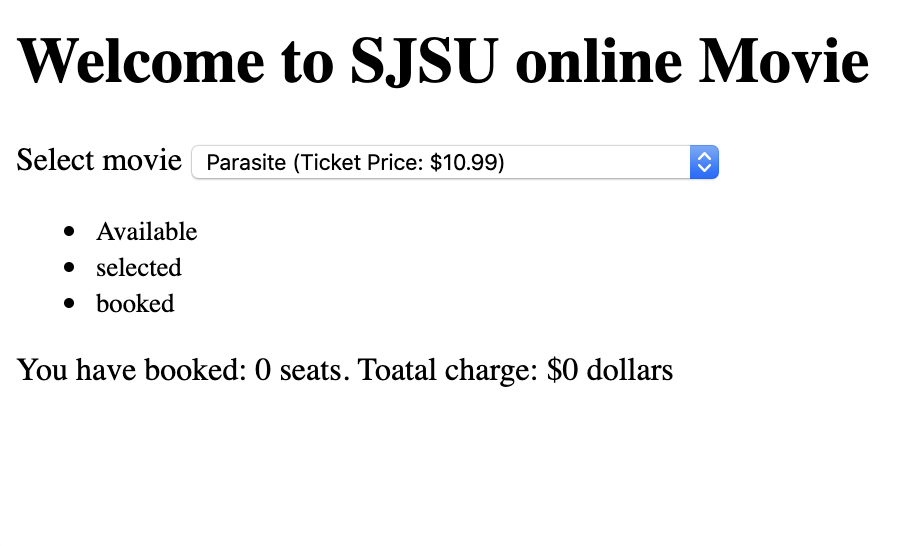 Welcome to SJSU online Movie
Select movie Parasite (Ticket Price: $10.99)
Available
selected
booked
You have booked: 0 seats. Toatal charge: $0 dollars